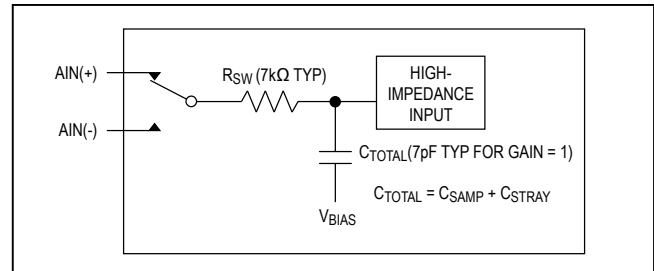 AIN(+)
RSW (7kΩ TYP)
HIGH-
IMPEDANCE
INPUT
AIN(-)
CTOTAL(7pF TYP FOR GAIN = 1)
CTOTAL = CSAMP + CSTRAY
VBIAS